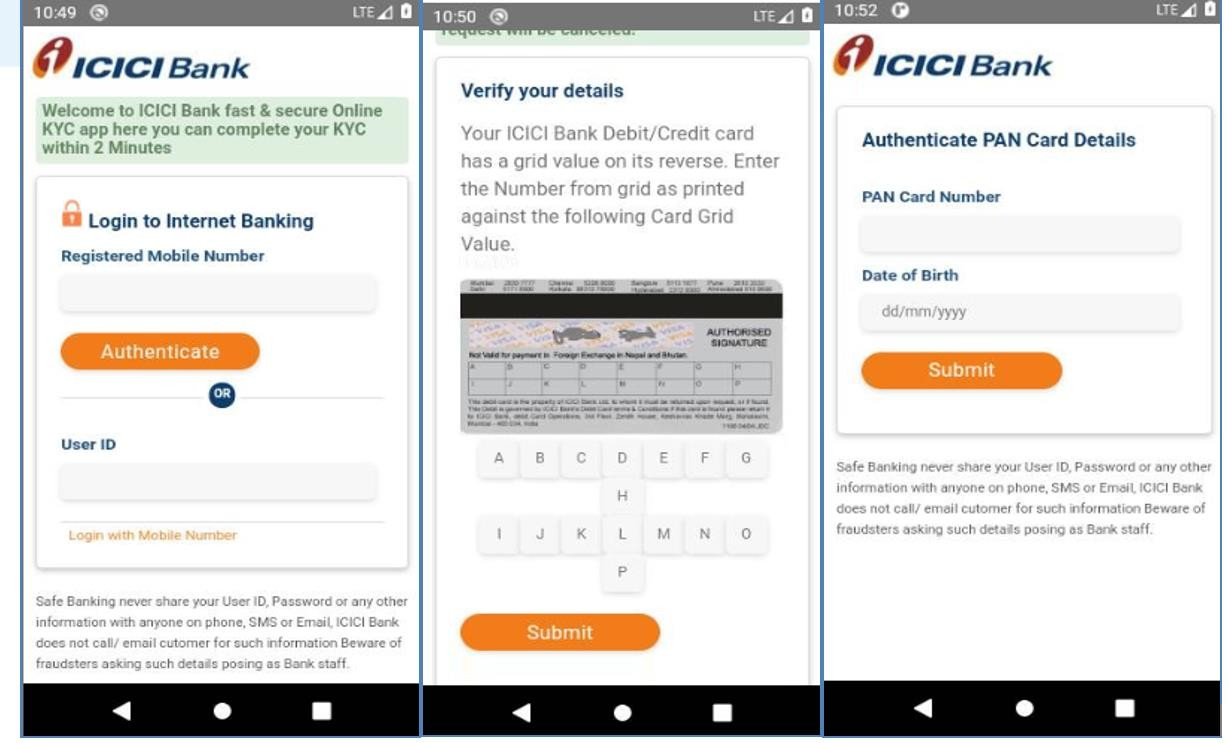 10:49
LTE
ICICI Bank
Welcome to ICICI Bank fast & secure Online
KYC app here you can complete your KYC
within 2 Minutes
Login to Internet Banking
Registered Mobile Number
Authenticate
OR
User ID
Login with Mobile Number
Safe Banking never share your User ID, Password or any other
information with anyone on phone, SMS or Email, ICICI Bank
does not call/ email cutomer for such information Beware of
fraudsters asking such details posing as Bank staff.
10:50
LTE
request will be canceled.
Verify your details
Your ICICI Bank Debit/Credit card
has a grid value on its reverse. Enter
the Number from grid as printed
against the following Card Grid
Value.
AUTHORISED
SIGNATURE
Not Valid for payment in Foreign Exchange in Nepal and Bhutan.
A B C D E F G H
I J K L M N O P
A B C D E F G
H
I J K L M N O
P
Submit
10:52
LTE
ICICI Bank
Authenticate PAN Card Details
PAN Card Number
Date of Birth
dd/mm/yyyy
Submit
Safe Banking never share your User ID, Password or any other
information with anyone on phone, SMS or Email, ICICI Bank
does not call/ email cutomer for such information Beware of
fraudsters asking such details posing as Bank staff.